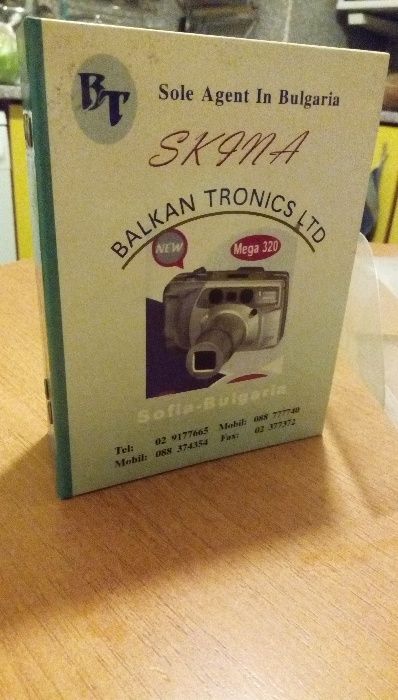 BT
Sole Agent In Bulgaria
SKINA
BALKAN TRONICS LTD
NEW
Mega 320
Sofia.Bulgaria
Tel: 02 9177665 Mobil: 088 777740
Mobil: 088 374354 Fax: 02 377372